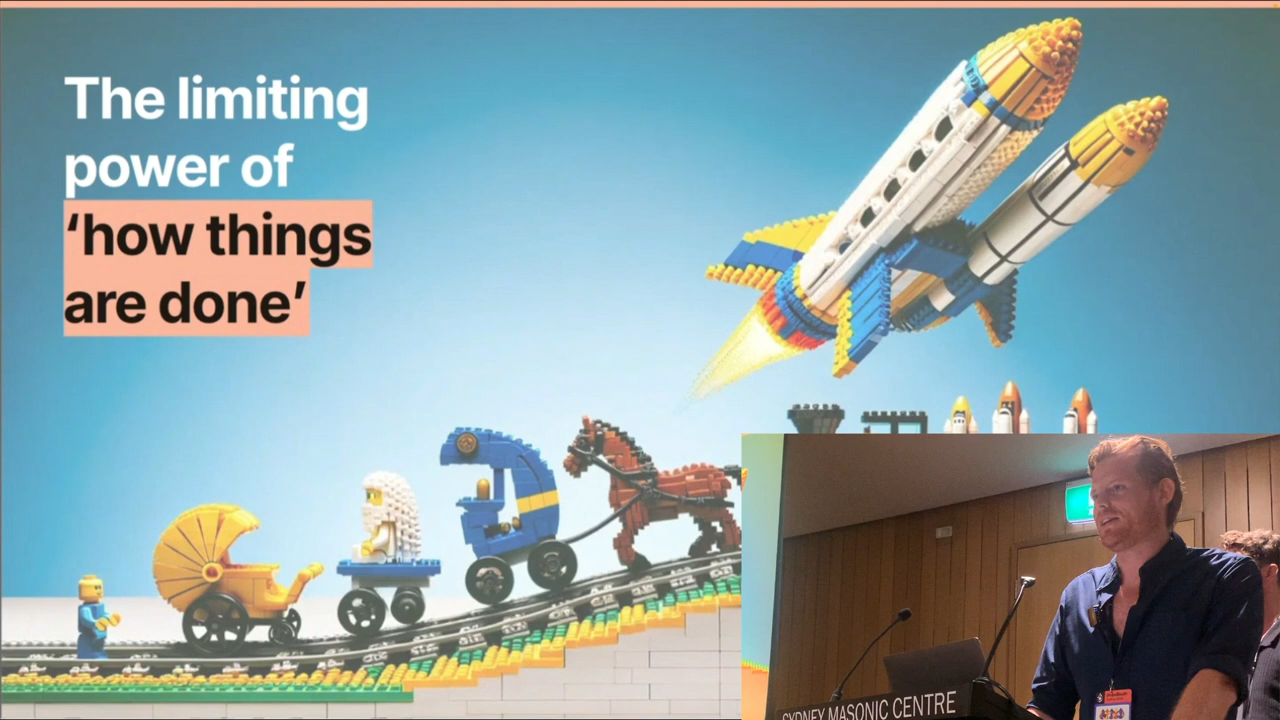 The limiting
power of
‘how things
are done’
SYDNEY MASONIC CENTRE